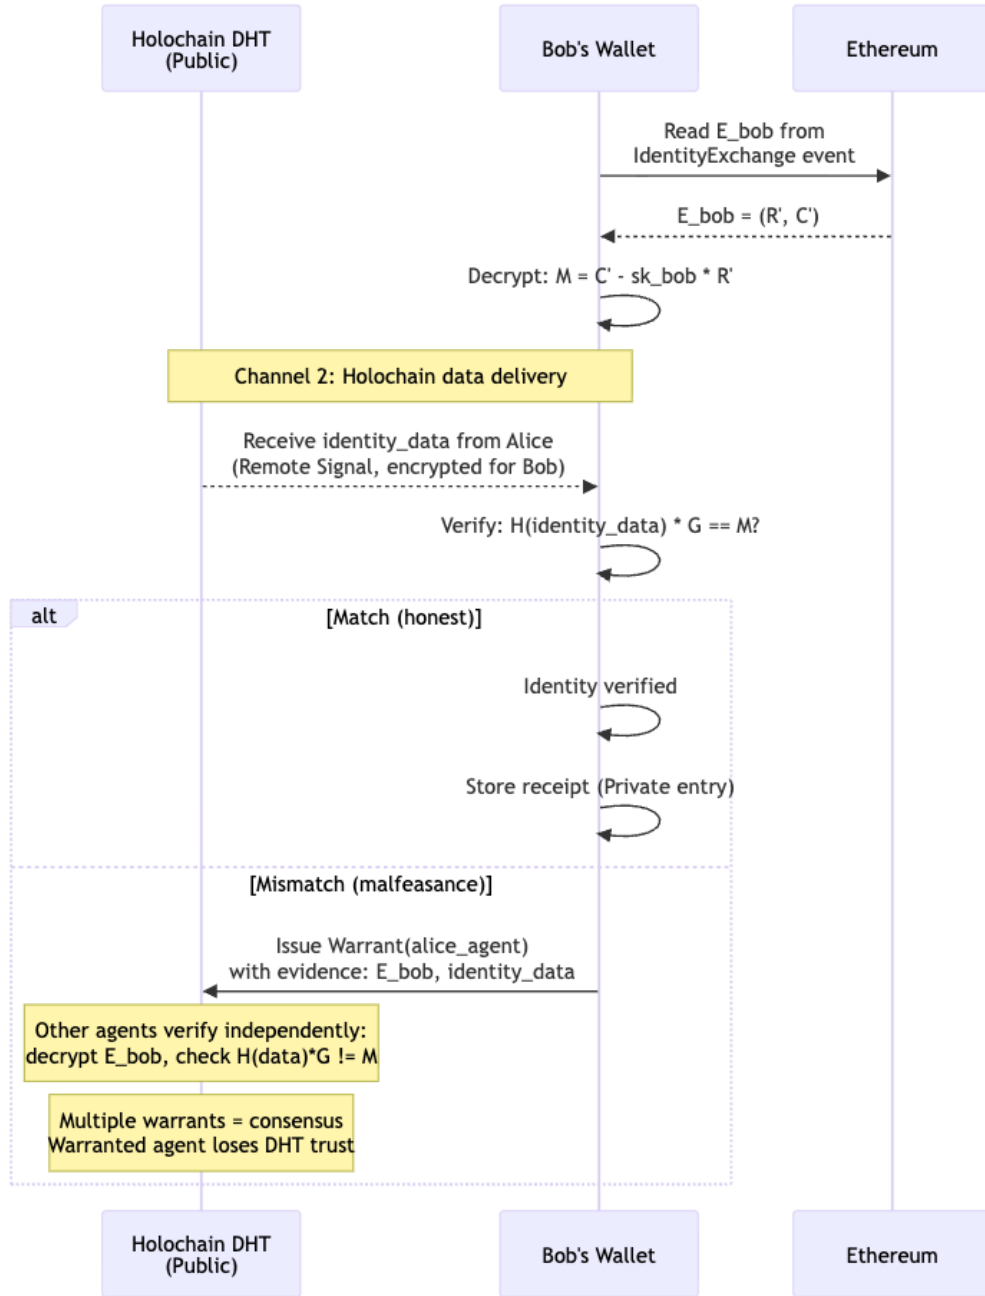 Holochain DHT
(Public)
Bob's Wallet
Ethereum
Read E_bob from
IdentityExchange event
E_bob = (R', C')
Decrypt: M = C' - sk_bob * R'
Channel 2: Holochain data delivery
Receive identity_data from Alice
(Remote Signal, encrypted for Bob)
Verify: H(identity_data) * G == M?
alt
[Match (honest)]
Identity verified
Store receipt (Private entry)
[Mismatch (malfeasance)]
Issue Warrant(alice_agent)
with evidence: E_bob, identity_data
Other agents verify independently:
decrypt E_bob, check H(data)*G != M
Multiple warrants = consensus
Warranted agent loses DHT trust
Holochain DHT
(Public)
Bob's Wallet
Ethereum